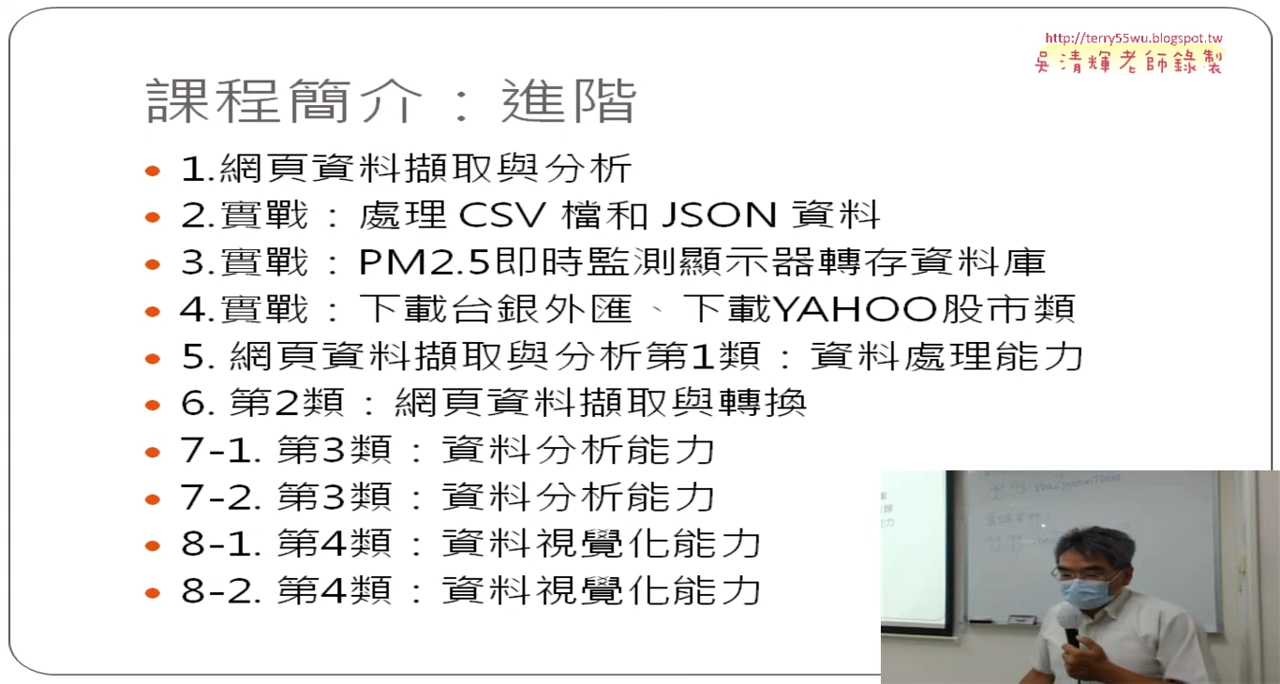 http://terry55wu.blogspot.tw
吳清輝老師錄製
課程簡介：進階
• 1.網頁資料擷取與分析
• 2.實戰：處理 CSV 檔和 JSON 資料
• 3.實戰：PM2.5即時監測顯示器轉存資料庫
• 4.實戰：下載台銀外匯、下載YAHOO股市類
• 5. 網頁資料擷取與分析第1類：資料處理能力
• 6. 第2類：網頁資料擷取與轉換
• 7-1. 第3類：資料分析能力
• 7-2. 第3類：資料分析能力
• 8-1. 第4類：資料視覺化能力
• 8-2. 第4類：資料視覺化能力